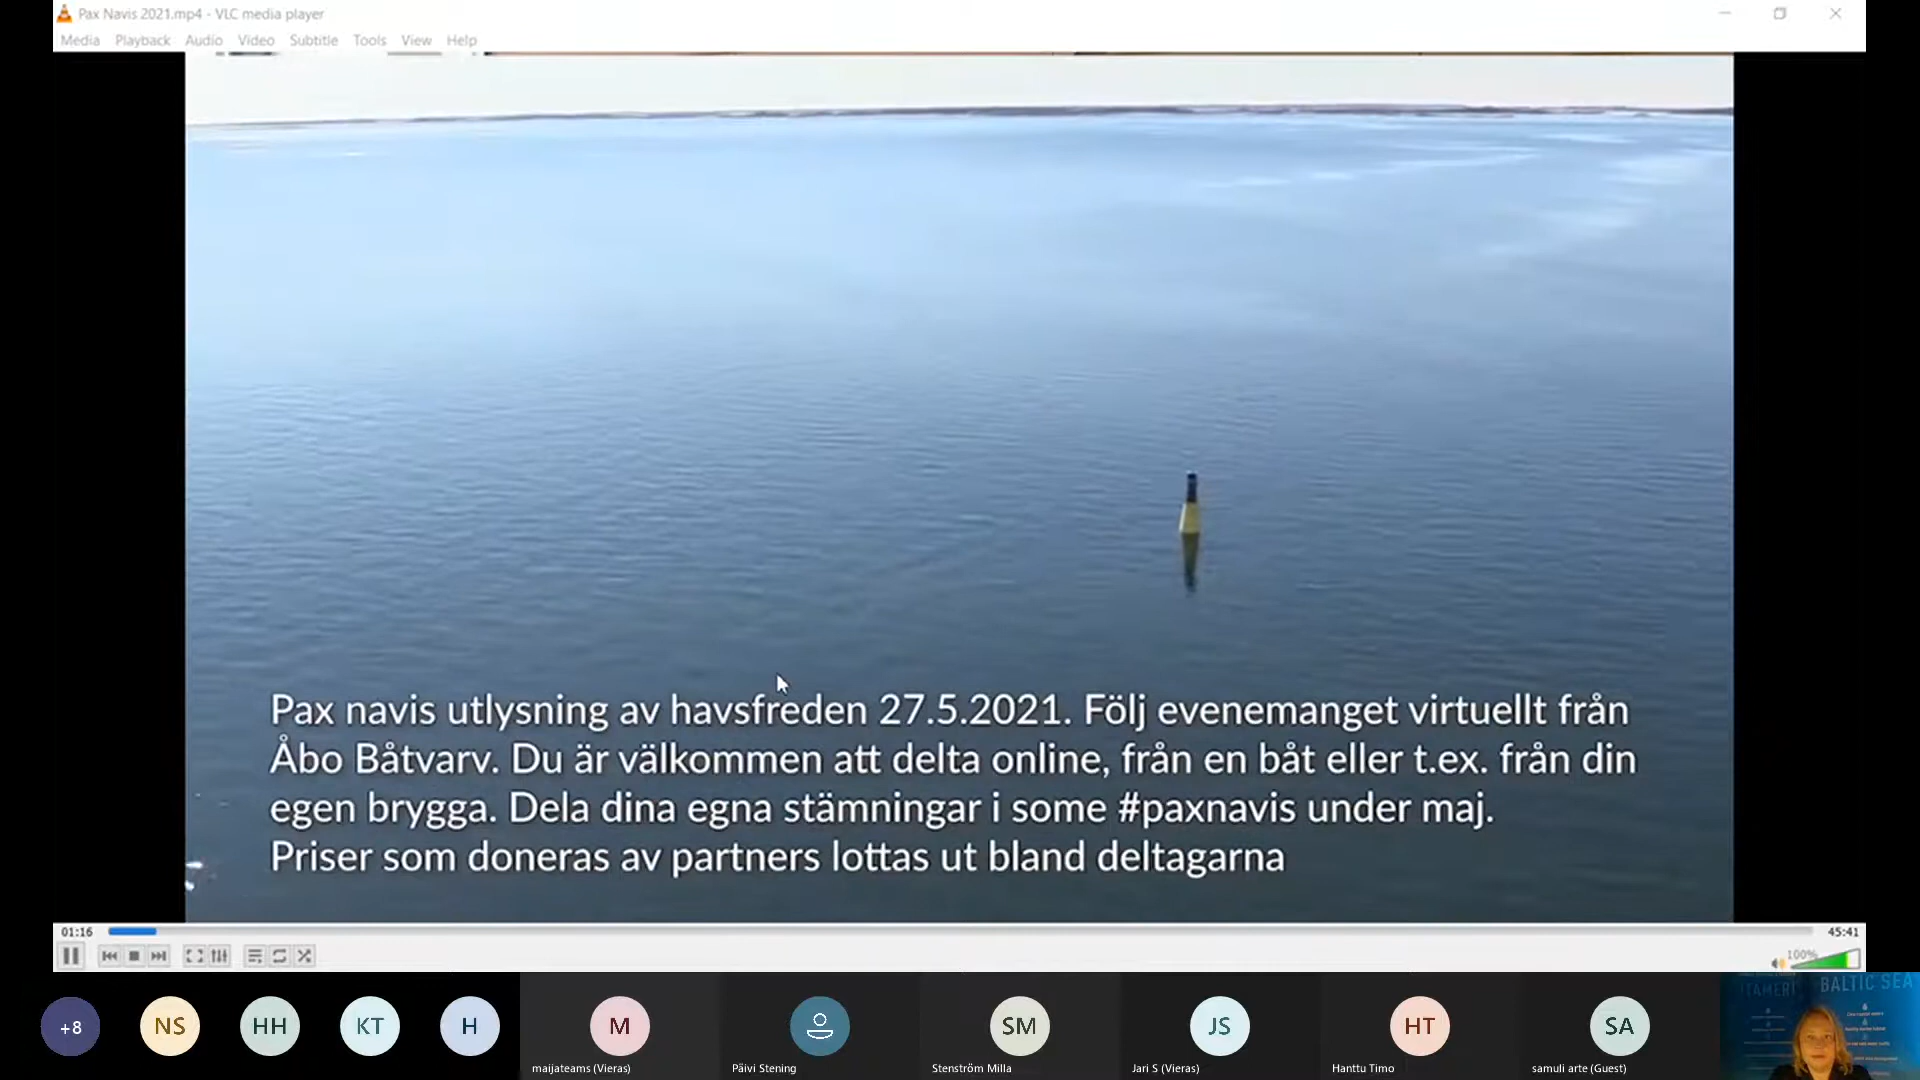 Pax Navis 2021.mp4 - VLC media player
Media Playback Audio Video Subtitle Tools View Help
Pax navis utlysning av havsfreden 27.5.2021. Följ evenemanget virtuellt från
Åbo Båtvarv. Du är välkommen att delta online, från en båt eller t.ex. från din
egen brygga. Dela dina egna stämningar i some #paxnavis under maj.
Priser som doneras av partners lottas ut bland deltagarna
01:16
45:41
100%
+8
NS
HH
KT
H
M
SM
JS
HT
SA
maijateams (Vieras)
Päivi Stening
Stenström Milla
Jari S (Vieras)
Hanttu Timo
samuli arte (Guest)
BALTIC SEA